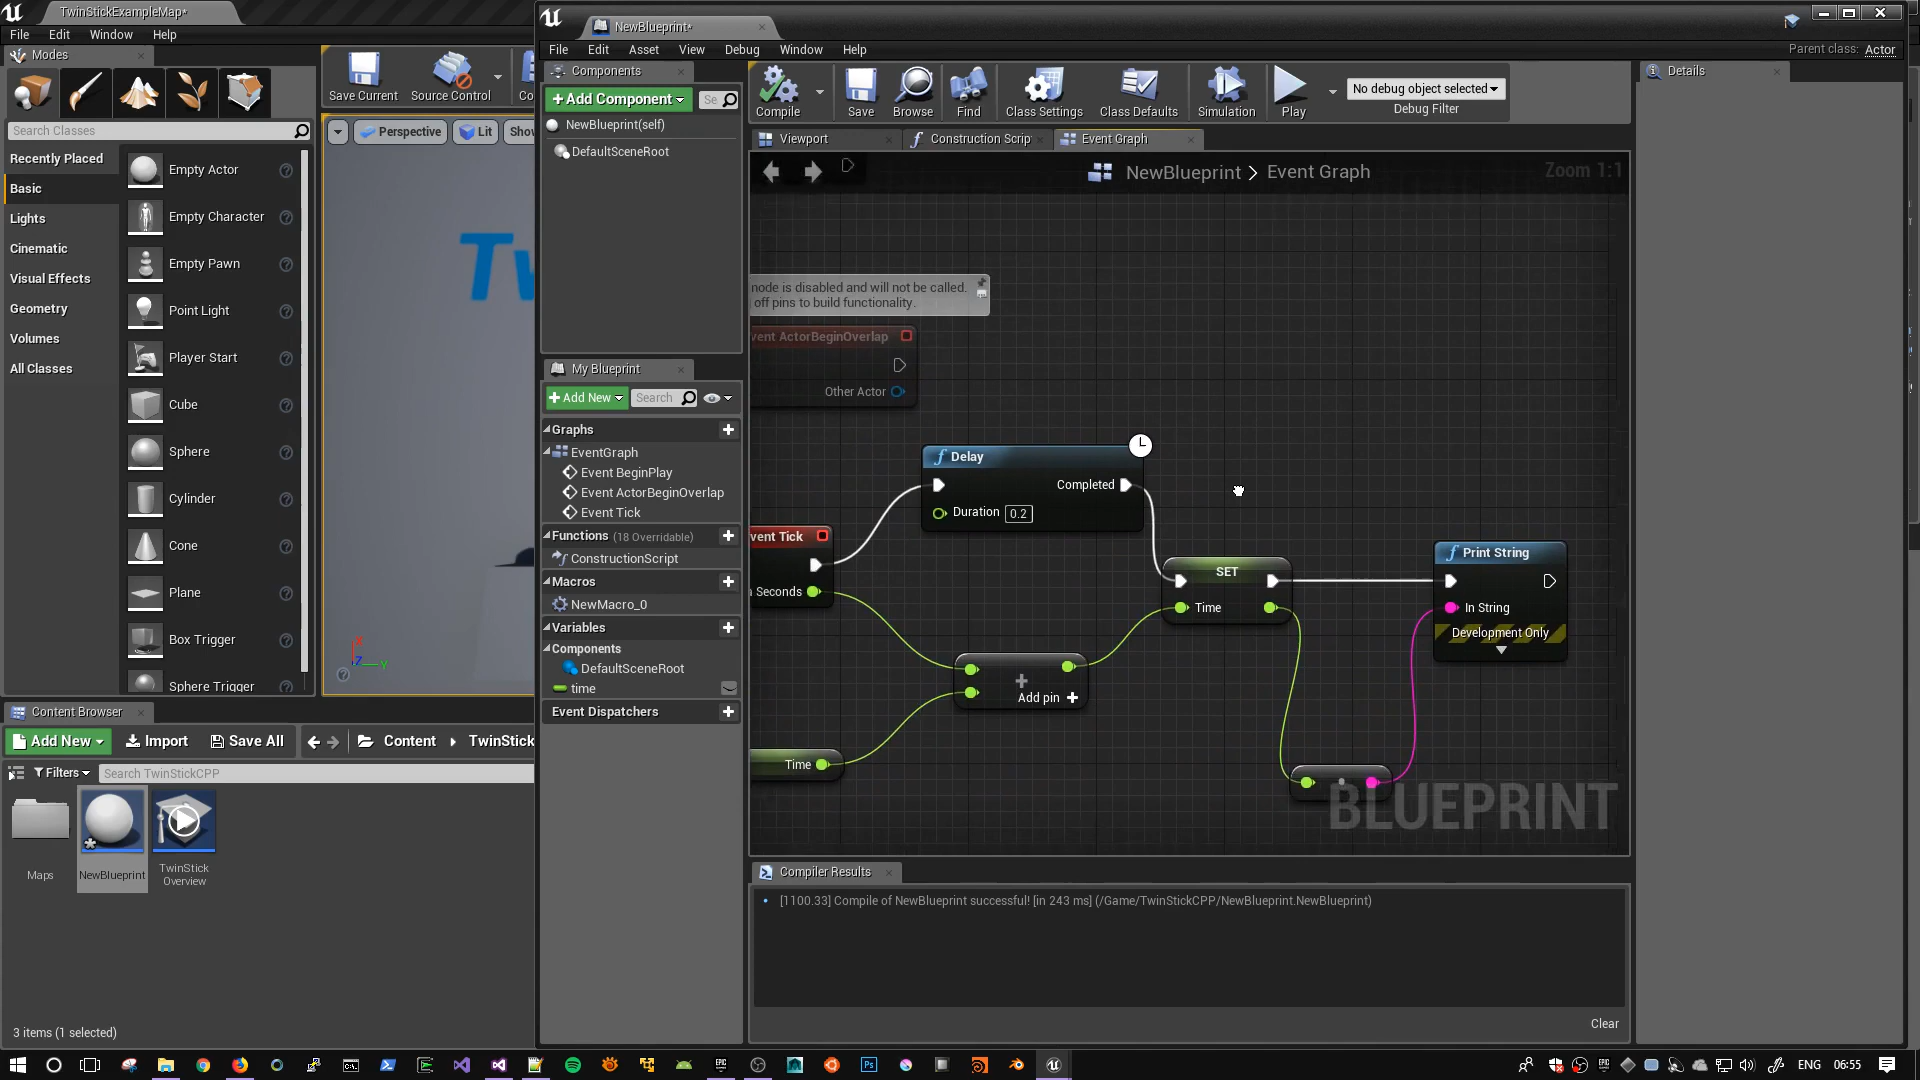 TwinStickExampleMap*
File Edit Window Help
Modes
Search Classes
Recently Placed
Basic
Lights
Cinematic
Visual Effects
Geometry
Volumes
All Classes
Empty Actor
Empty Character
Empty Pawn
Point Light
Player Start
Cube
Sphere
Cylinder
Cone
Plane
Box Trigger
Sphere Trigger
Save Current
Source Control
Co
Perspective
Lit
Show
Tw
X
Z Y
Content Browser
Add New
Import
Save All
Content
TwinStick
Filters
Search TwinStickCPP
Maps
NewBlueprint
TwinStick
Overview
3 items (1 selected)
NewBlueprint*
File Edit Asset View Debug Window Help
Parent class: Actor
Components
+Add Component
Se
NewBlueprint(self)
DefaultSceneRoot
My Blueprint
+Add New
Search
Graphs
EventGraph
Event BeginPlay
Event ActorBeginOverlap
Event Tick
Functions (18 Overridable)
ConstructionScript
Macros
NewMacro_0
Variables
Components
DefaultSceneRoot
time
Event Dispatchers
Compile
Save
Browse
Find
Class Settings
Class Defaults
Simulation
Play
No debug object selected
Debug Filter
Viewport
Construction Scrip
Event Graph
NewBlueprint > Event Graph
Zoom 1:1
node is disabled and will not be called.
off pins to build functionality.
vent ActorBeginOverlap
Other Actor
Delay
Completed
Duration 0.2
vent Tick
a Seconds
SET
Time
Print String
In String
Development Only
Add pin +
Time
BLUEPRINT
Compiler Results
[1100.33] Compile of NewBlueprint successful! [in 243 ms] (/Game/TwinStickCPP/NewBlueprint.NewBlueprint)
Clear
Details
ENG 06:55